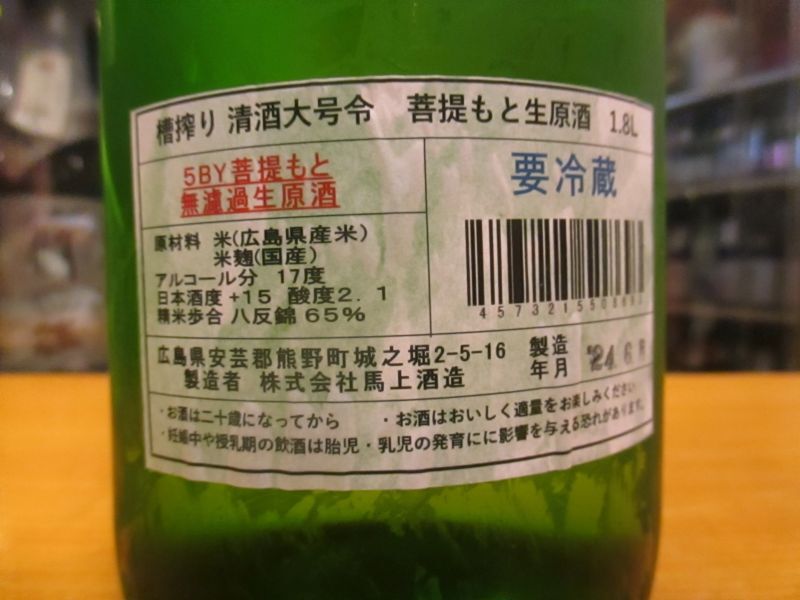 槽搾り 清酒大号令　菩提もと生原酒　1.8L
5BY菩提もと
無濾過生原酒
要冷蔵
原材料　米(広島県産米)
米麹(国産)
アルコール分　17度
日本酒度 +15　酸度2.1
精米歩合 八反錦65%
広島県安芸郡熊野町城之堀2-5-16
製造者　株式会社馬上酒造
製造
年月
・お酒は二十歳になってから　・お酒はおいしく適量をお楽しみください
・妊娠中や授乳期の飲酒は胎児・乳児の発育にに影響を与える恐れがあります。